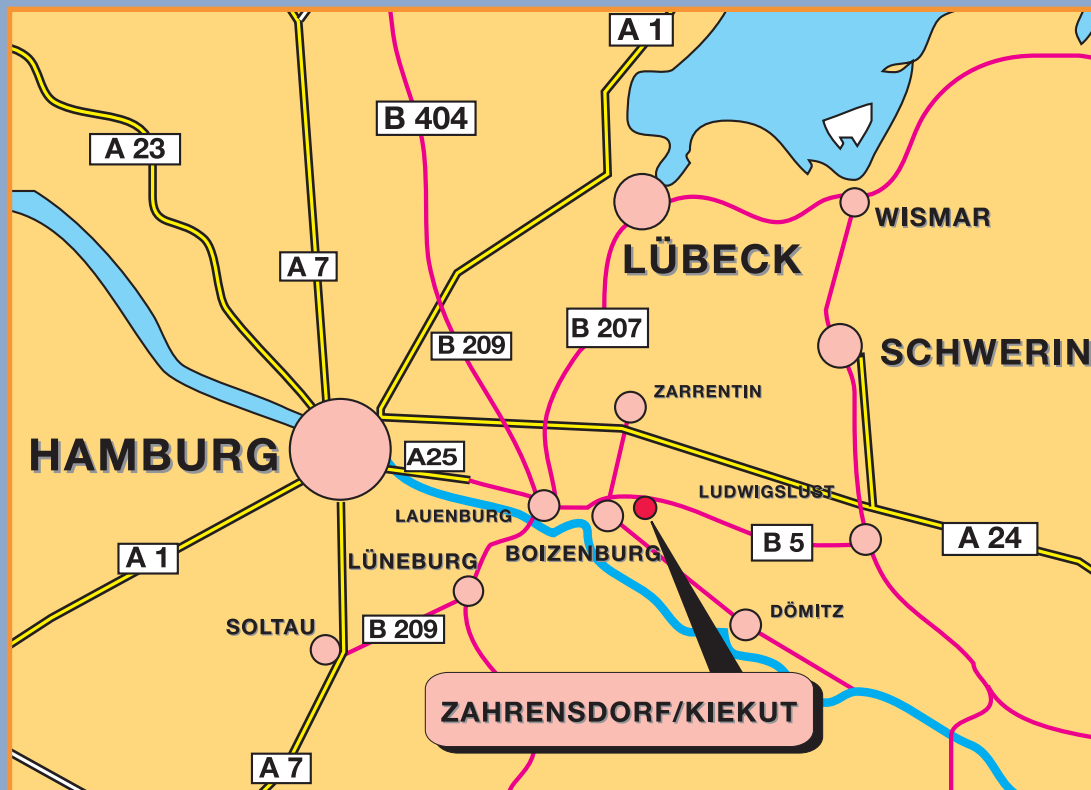 A 1
B 404
A 23
WISMAR
LÜBECK
A 7
B 207
B 209
SCHWERIN
ZARRENTIN
HAMBURG
A25
LUDWIGSLUST
LAUENBURG
A 24
B 5
BOIZENBURG
A 1
LÜNEBURG
DÖMITZ
SOLTAU
B 209
ZAHRENSDORF/KIEKUT
A 7